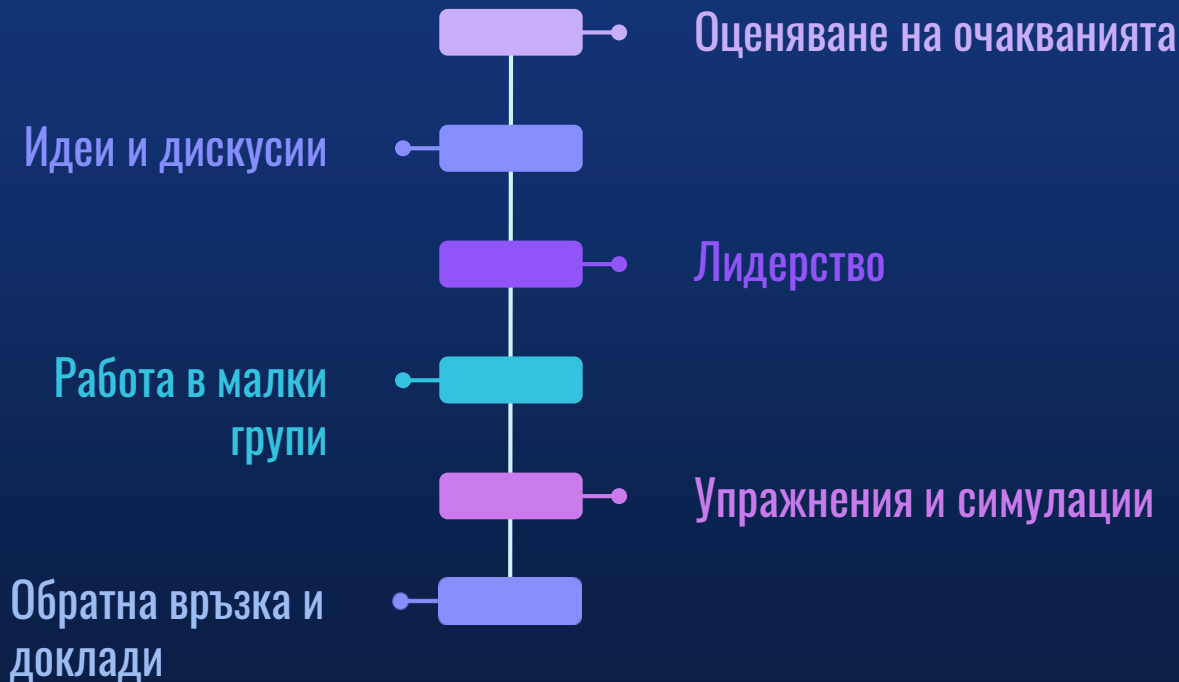 Оценяване на очакванията
Идеи и дискусии
Лидерство
Работа в малки
групи
Упражнения и симулации
Обратна връзка и
доклади